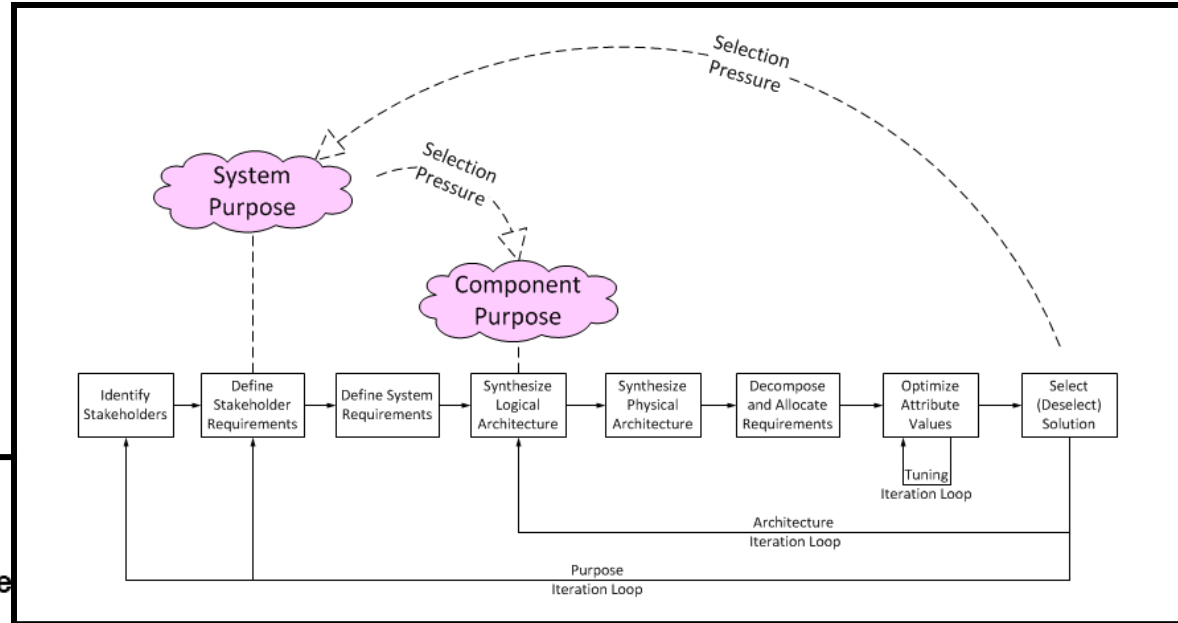 Selection
Pressure
System
Purpose
Selection
Pressure
Component
Purpose
Identify
Stakeholders
Define
Stakeholder
Requirements
Define System
Requirements
Synthesize
Logical
Architecture
Synthesize
Physical
Architecture
Decompose
and Allocate
Requirements
Optimize
Attribute
Values
Select
(Deselect)
Solution
Tuning
Iteration Loop
Architecture
Iteration Loop
Purpose
Iteration Loop